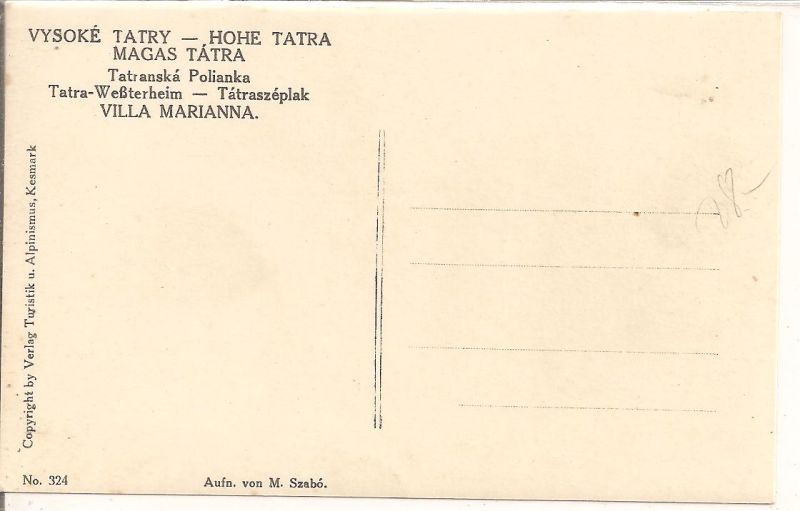 VYSOKÉ TATRY — HOHE TATRA
MAGAS TÁTRA
Tatranská Polianka
Tatra-Weßterheim — Tátraszéplak
VILLA MARIANNA.
Copyright by Verlag Turistik u. Alpinismus, Kesmark
No. 324
Aufn. von M. Szabó.